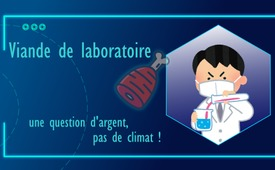 Viande de laboratoire
une question d'argent,
pas de climat !